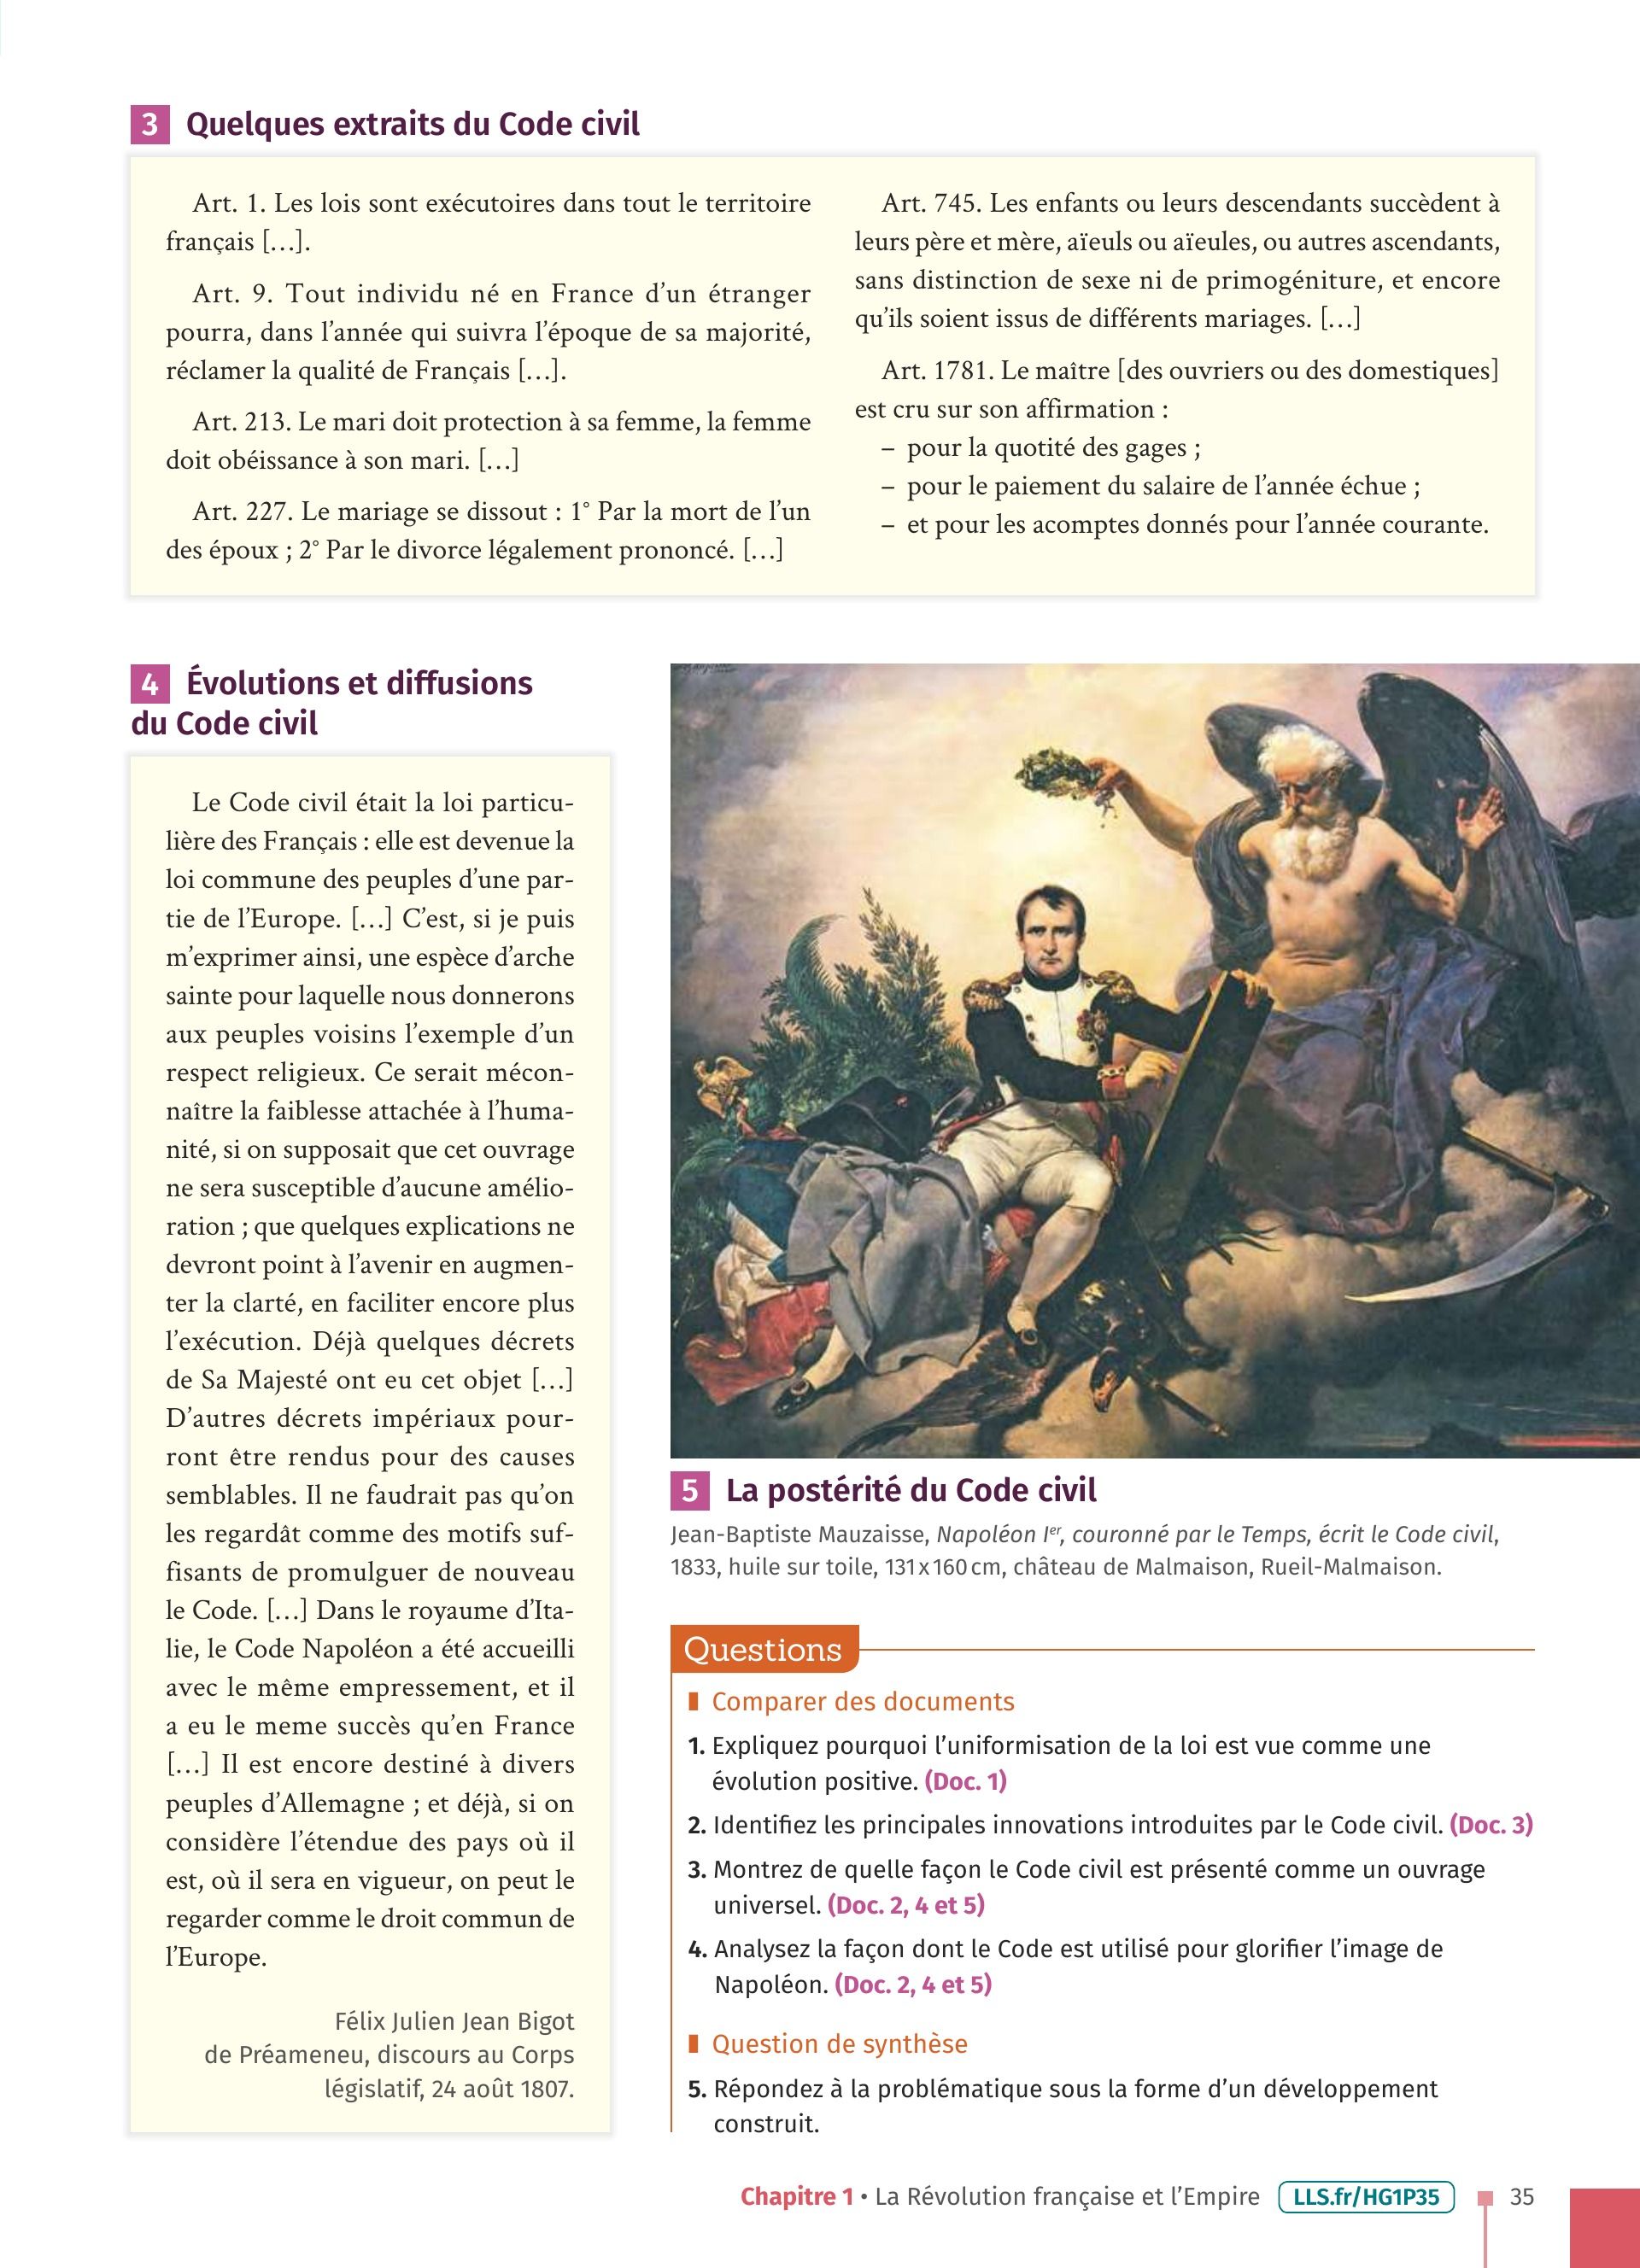 3 Quelques extraits du Code civil
Art. 1. Les lois sont exécutoires dans tout le territoire
français […].
Art. 9. Tout individu né en France d’un étranger
pourra, dans l’année qui suivra l’époque de sa majorité,
réclamer la qualité de Français […].
Art. 213. Le mari doit protection à sa femme, la femme
doit obéissance à son mari. […]
Art. 227. Le mariage se dissout : 1° Par la mort de l’un
des époux ; 2° Par le divorce légalement prononcé. […]
Art. 745. Les enfants ou leurs descendants succèdent à
leurs père et mère, aïeuls ou aïeules, ou autres ascendants,
sans distinction de sexe ni de primogéniture, et encore
qu’ils soient issus de différents mariages. […]
Art. 1781. Le maître [des ouvriers ou des domestiques]
est cru sur son affirmation :
– pour la quotité des gages ;
– pour le paiement du salaire de l’année échue ;
– et pour les acomptes donnés pour l’année courante.
4 Évolutions et diffusions
du Code civil
Le Code civil était la loi particu-
lière des Français : elle est devenue la
loi commune des peuples d’une par-
tie de l’Europe. […] C’est, si je puis
m’exprimer ainsi, une espèce d’arche
sainte pour laquelle nous donnerons
aux peuples voisins l’exemple d’un
respect religieux. Ce serait mécon-
naître la faiblesse attachée à l’huma-
nité, si on supposait que cet ouvrage
ne sera susceptible d’aucune amélio-
ration ; que quelques explications ne
devront point à l’avenir en augmen-
ter la clarté, en faciliter encore plus
l’exécution. Déjà quelques décrets
de Sa Majesté ont eu cet objet […]
D’autres décrets impériaux pour-
ront être rendus pour des causes
semblables. Il ne faudrait pas qu’on
les regardât comme des motifs suf-
fisants de promulguer de nouveau
le Code. […] Dans le royaume d’Ita-
lie, le Code Napoléon a été accueilli
avec le même empressement, et il
a eu le meme succès qu’en France
[…] Il est encore destiné à divers
peuples d’Allemagne ; et déjà, si on
considère l’étendue des pays où il
est, où il sera en vigueur, on peut le
regarder comme le droit commun de
l’Europe.
Félix Julien Jean Bigot
de Préameneu, discours au Corps
législatif, 24 août 1807.
5 La postérité du Code civil
Jean-Baptiste Mauzaisse, Napoléon Ier, couronné par le Temps, écrit le Code civil,
1833, huile sur toile, 131 x 160 cm, château de Malmaison, Rueil-Malmaison.
Questions
Comparer des documents
1. Expliquez pourquoi l’uniformisation de la loi est vue comme une
évolution positive. (Doc. 1)
2. Identifiez les principales innovations introduites par le Code civil. (Doc. 3)
3. Montrez de quelle façon le Code civil est présenté comme un ouvrage
universel. (Doc. 2, 4 et 5)
4. Analysez la façon dont le Code est utilisé pour glorifier l’image de
Napoléon. (Doc. 2, 4 et 5)
Question de synthèse
5. Répondez à la problématique sous la forme d’un développement
construit.
Chapitre 1 • La Révolution française et l’Empire LLS.fr/HG1P35 35